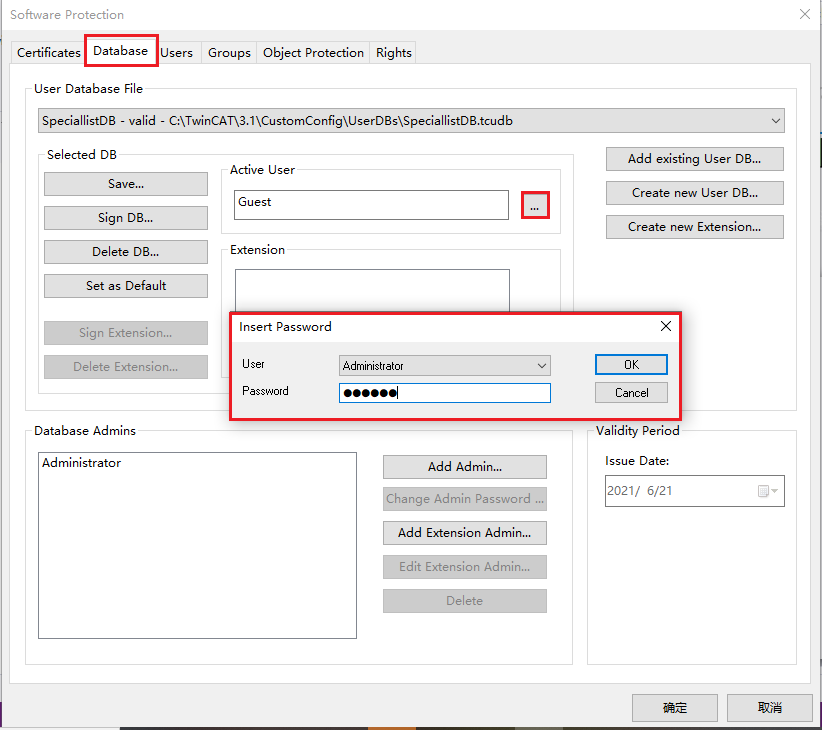 Software Protection
Certificates Database Users Groups Object Protection Rights
User Database File
SpeciallistDB - valid - C:\TwinCAT\3.1\CustomConfig\UserDBs\SpeciallistDB.tcudb
Selected DB
Save...
Sign DB...
Delete DB...
Set as Default
Sign Extension...
Delete Extension...
Active User
Guest
...
Extension
Add existing User DB...
Create new User DB...
Create new Extension...
Insert Password
User
Administrator
OK
Password
●●●●●●
Cancel
Database Admins
Administrator
Add Admin...
Change Admin Password ...
Add Extension Admin...
Edit Extension Admin...
Delete
Validity Period
Issue Date:
2021/ 6/21
确定
取消